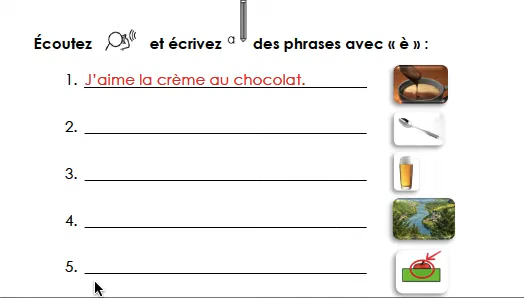 Écoutez et écrivez a des phrases avec « è » :
1. J'aime la crème au chocolat.
2.
3.
4.
5.